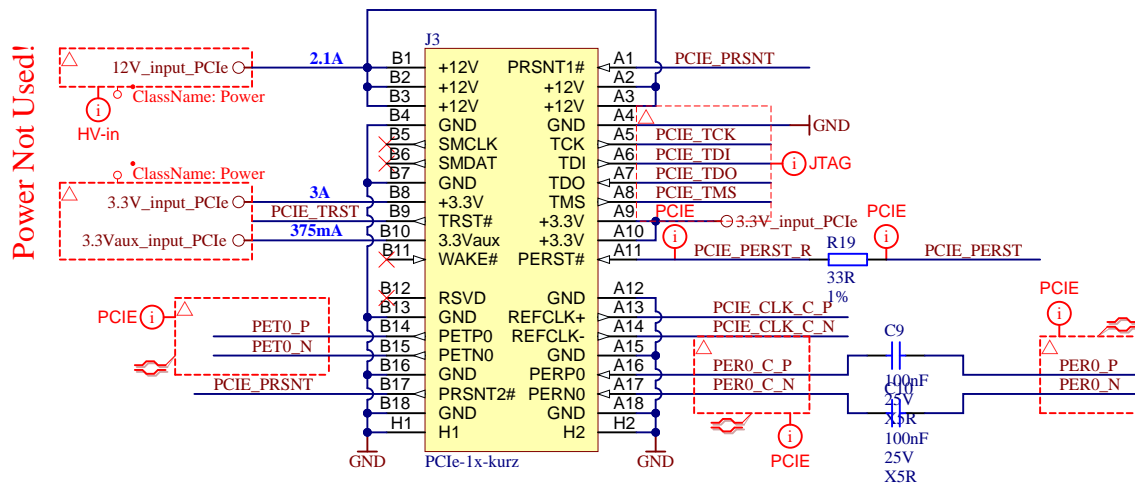 Power Not Used!
12V_input_PCIe
2.1A
ClassName: Power
i
HV-in
ClassName: Power
3.3V_input_PCIe
3A
PCIE_TRST
3.3Vaux_input_PCIe
375mA
PCIE
i
PET0_P
PET0_N
PCIE_PRSNT
J3
B1 +12V PRSNT1# A1 PCIE_PRSNT
B2 +12V +12V A2
B3 +12V +12V A3
B4 GND GND A4 GND
B5 SMCLK TCK A5 PCIE_TCK
B6 SMDAT TDI A6 PCIE_TDI i JTAG
B7 GND TDO A7 PCIE_TDO
B8 +3.3V TMS A8 PCIE_TMS
B9 TRST# +3.3V A9 3.3V_input_PCIe
B10 3.3Vaux +3.3V A10
B11 WAKE# PERST# A11 PCIE_PERST_R
B12 RSVD GND A12
B13 GND REFCLK+ A13 PCIE_CLK_C_P
B14 PETP0 REFCLK- A14 PCIE_CLK_C_N
B15 PETN0 GND A15
B16 GND PERP0 A16 PER0_C_P
B17 PRSNT2# PERN0 A17 PER0_C_N
B18 GND GND A18
H1 H1 H2 H2
GND
PCIe-1x-kurz
GND
PCIE
i
R19
33R
1%
PCIE
i
PCIE_PERST
i
PCIE
C9
100nF
25V
X5R
C10
100nF
25V
X5R
PCIE
i
PER0_P
PER0_N